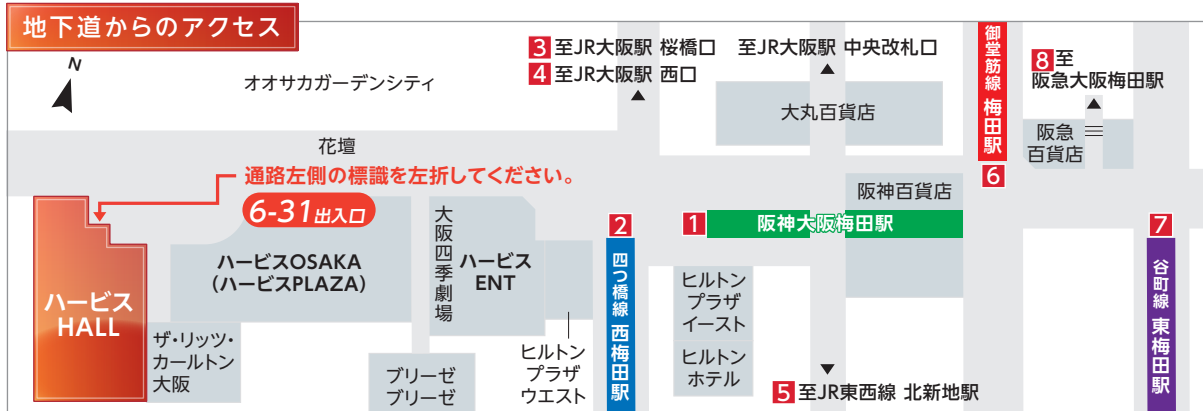 地下道からのアクセス
N
オオサカガーデンシティ
3 至JR大阪駅 桜橋口
4 至JR大阪駅 西口
至JR大阪駅 中央改札口
御堂筋線 梅田駅
6
8 至
阪急大阪梅田駅
大丸百貨店
阪急
百貨店
花壇
通路左側の標識を左折してください。
6-31出入口
阪神百貨店
1
阪神大阪梅田駅
2
四つ橋線 西梅田駅
7
谷町線 東梅田駅
ハービス
HALL
ハービスOSAKA
(ハービスPLAZA)
大阪四季劇場
ハービス
ENT
ヒルトン
プラザ
イースト
ヒルトン
ホテル
ザ・リッツ・
カールトン
大阪
ブリーゼ
ブリーゼ
ヒルトン
プラザ
ウエスト
5 至JR東西線 北新地駅